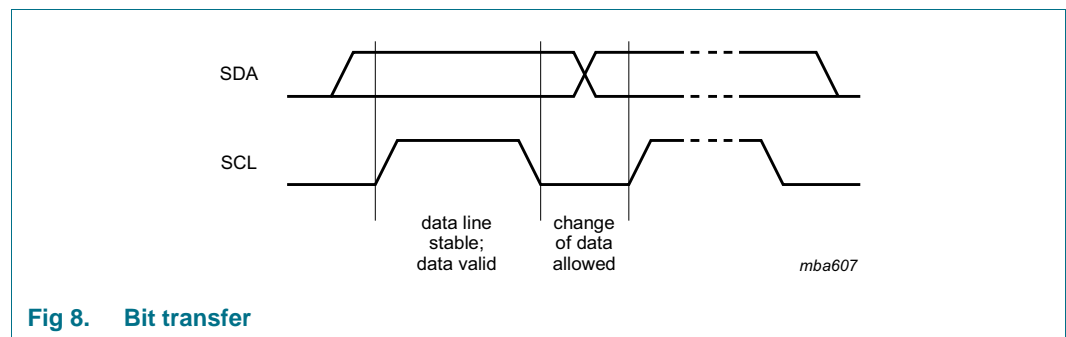 SDA
SCL
data line
stable;
data valid
change
of data
allowed
mba607
Fig 8. Bit transfer